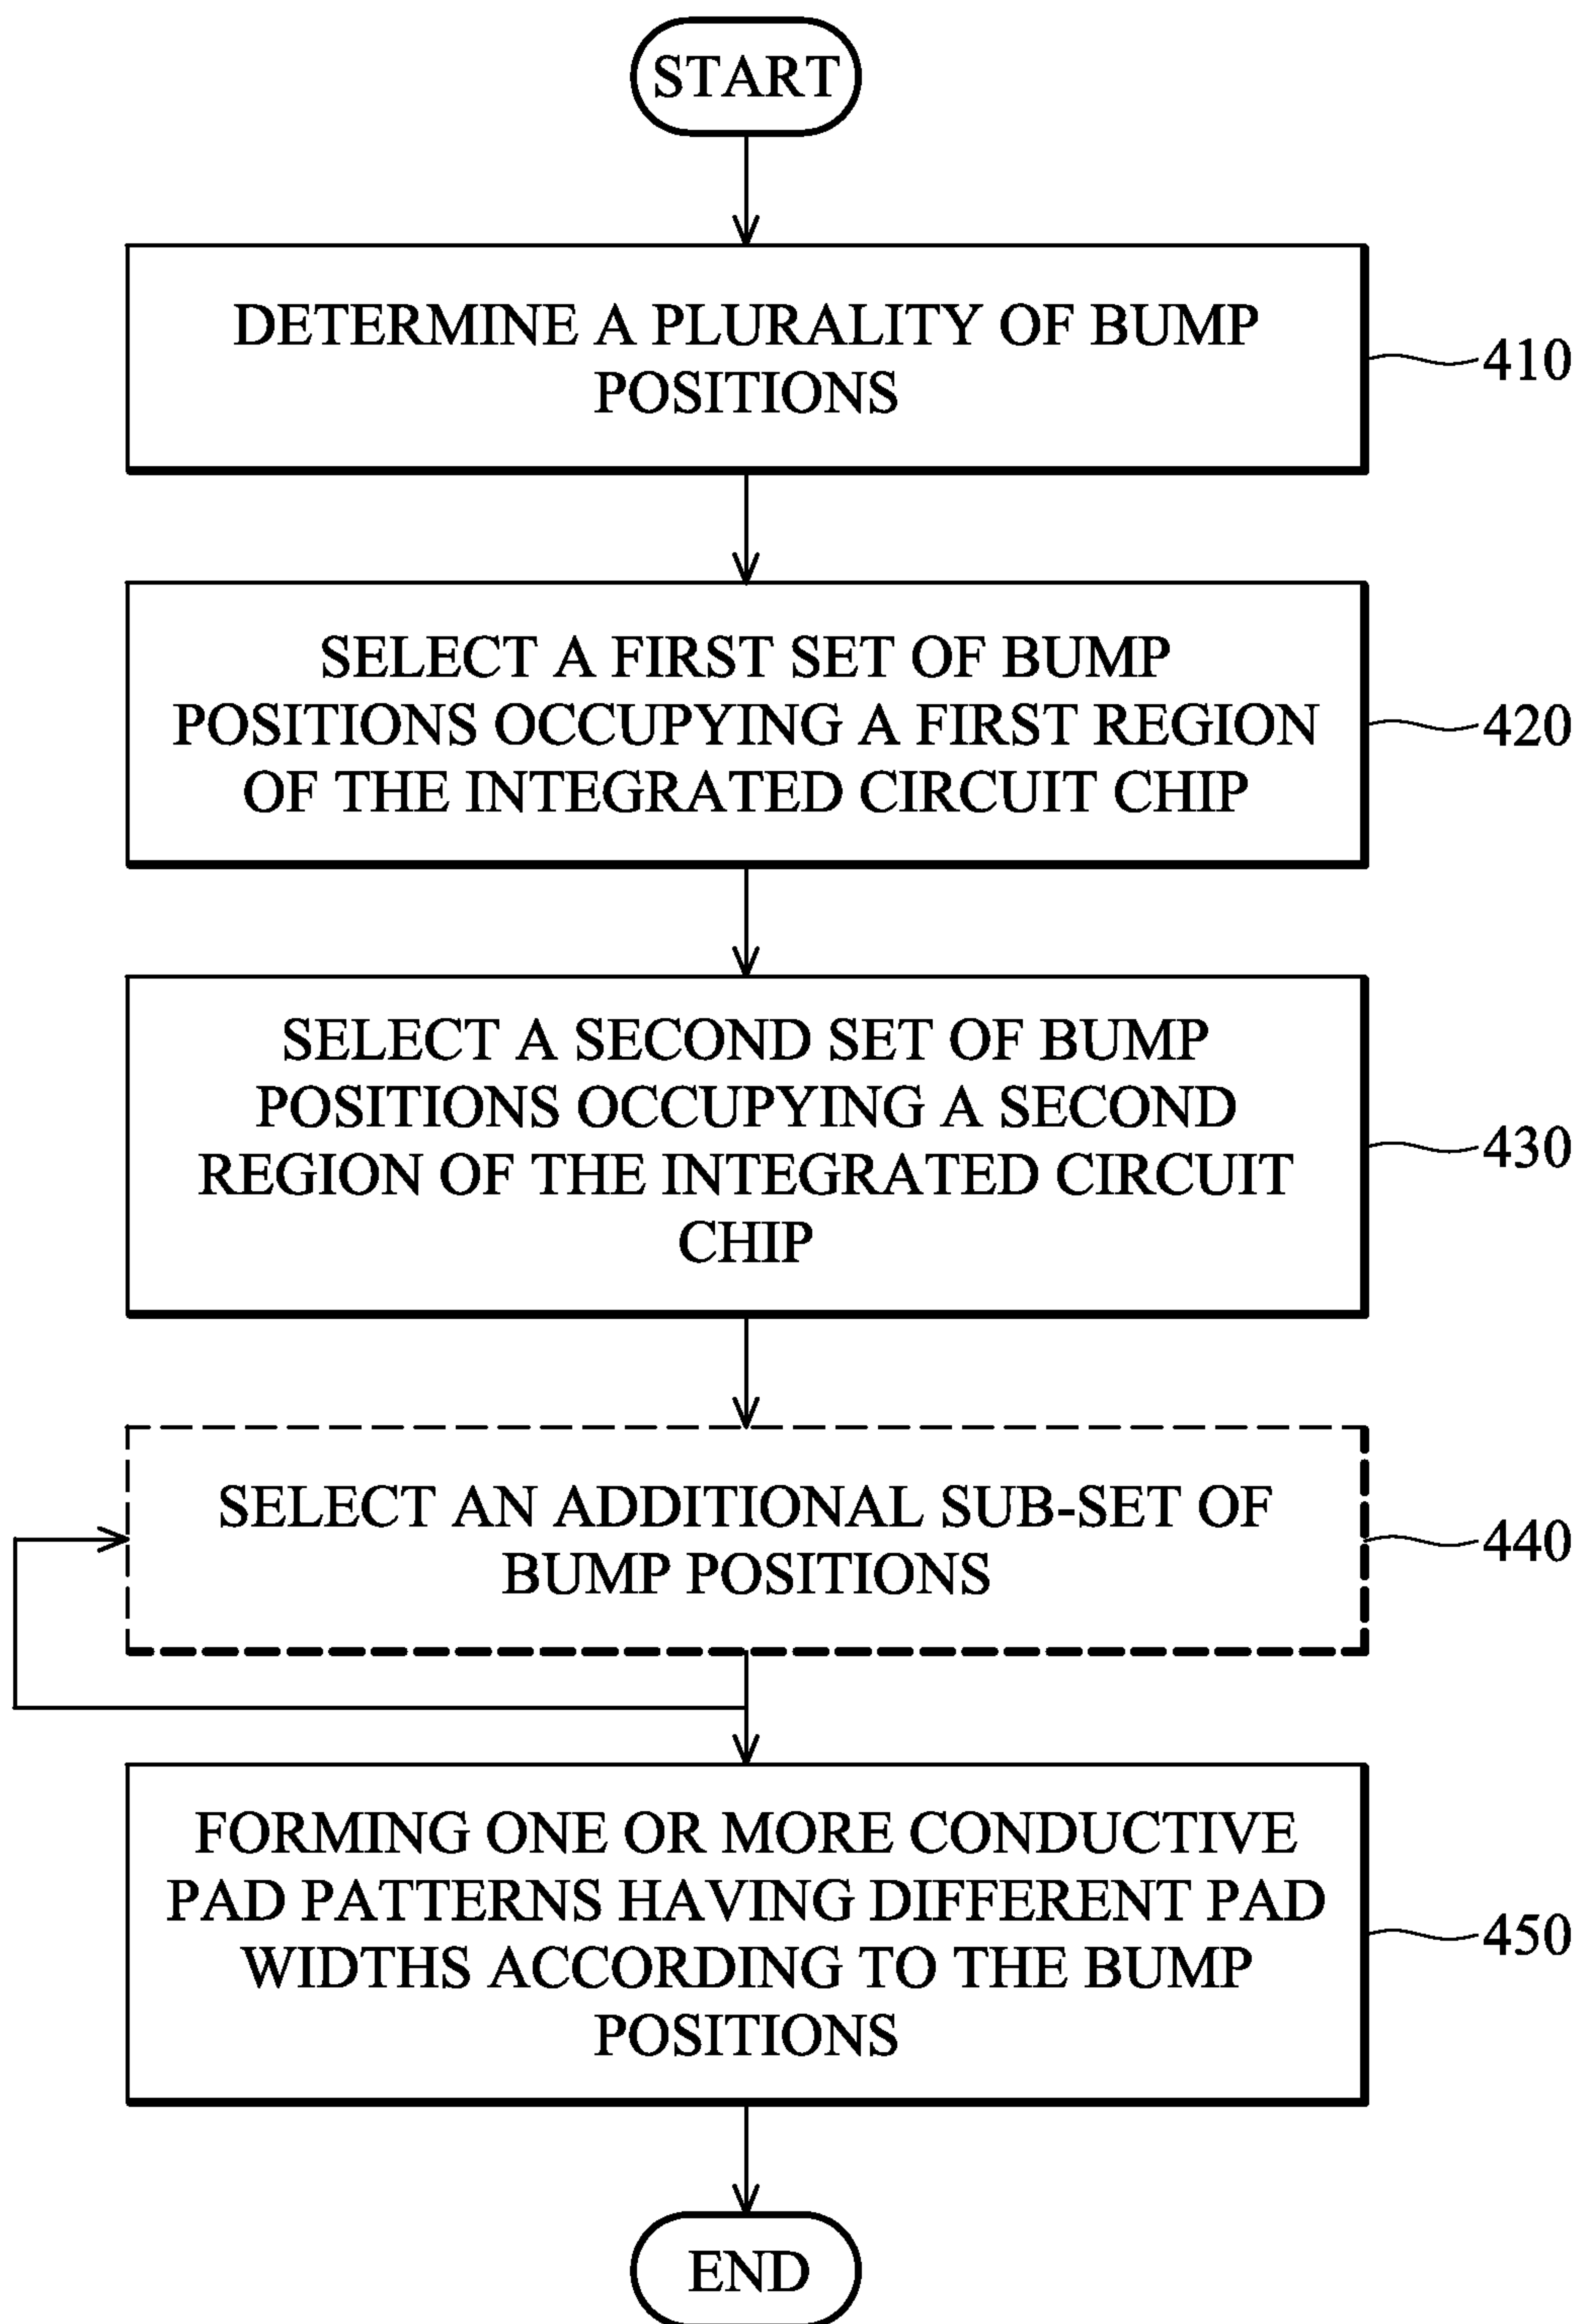 START
DETERMINE A PLURALITY OF BUMP
POSITIONS
410
SELECT A FIRST SET OF BUMP
POSITIONS OCCUPYING A FIRST REGION
OF THE INTEGRATED CIRCUIT CHIP
420
SELECT A SECOND SET OF BUMP
POSITIONS OCCUPYING A SECOND
REGION OF THE INTEGRATED CIRCUIT
CHIP
430
SELECT AN ADDITIONAL SUB-SET OF
BUMP POSITIONS
440
FORMING ONE OR MORE CONDUCTIVE
PAD PATTERNS HAVING DIFFERENT PAD
WIDTHS ACCORDING TO THE BUMP
POSITIONS
450
END